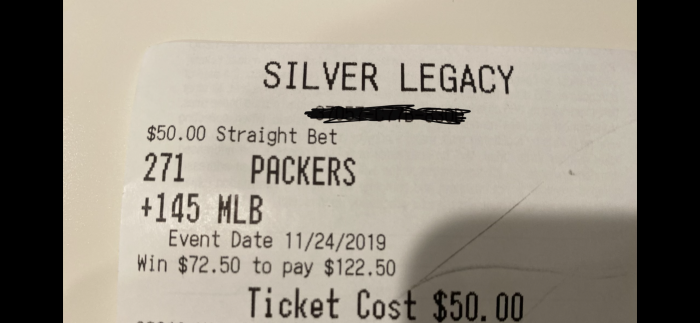 SILVER LEGACY
$50.00 Straight Bet
271 PACKERS
+145 MLB
Event Date 11/24/2019
Win $72.50 to pay $122.50
Ticket Cost $50.00